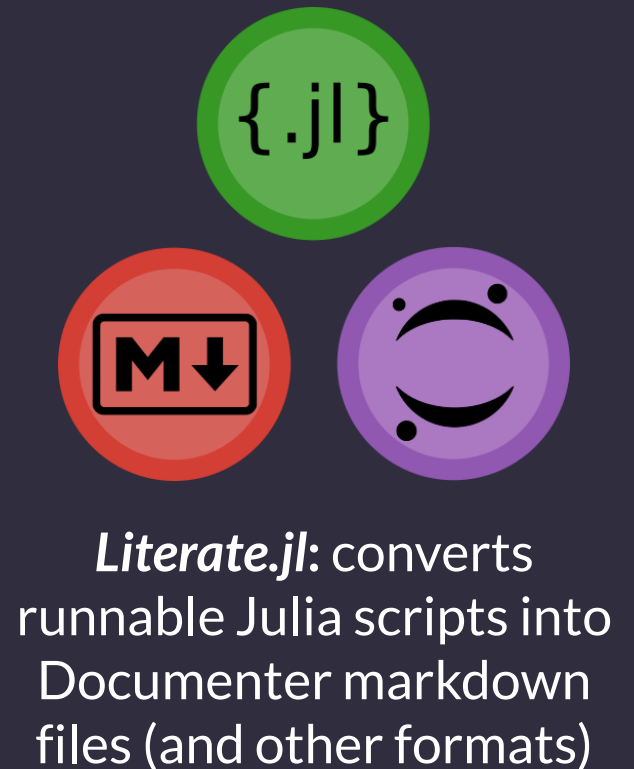 {.jl}
M
Literate.jl: converts
runnable Julia scripts into
Documenter markdown
files (and other formats)